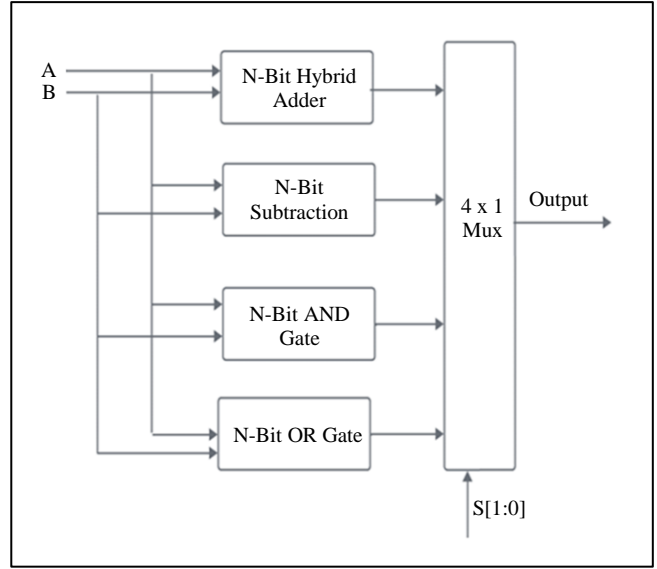 A
B
N-Bit Hybrid
Adder
N-Bit
Subtraction
N-Bit AND
Gate
N-Bit OR Gate
4 x 1
Mux
Output
S[1:0]